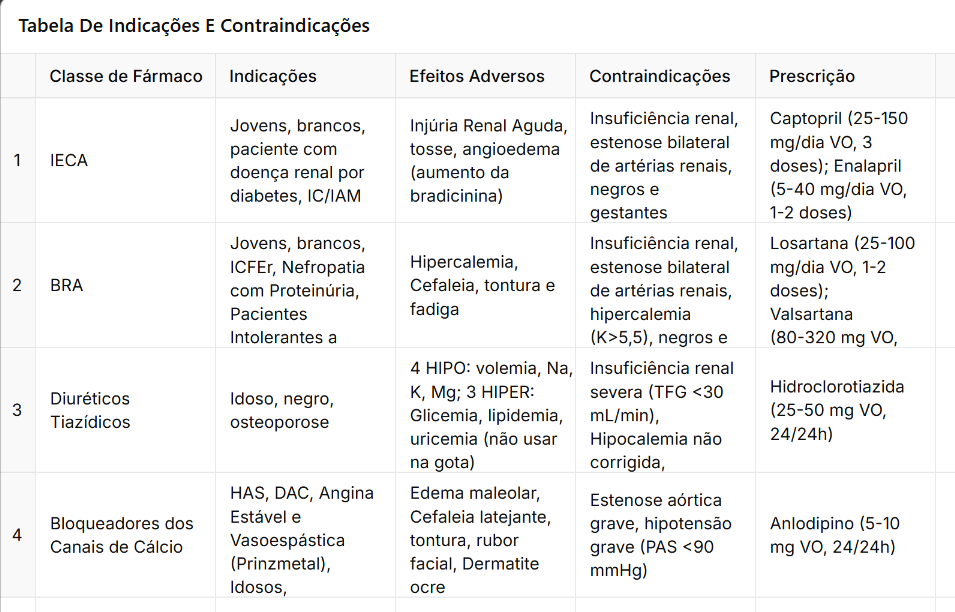 Tabela De Indicações E Contraindicações
Classe de Fármaco
Indicações
Efeitos Adversos
Contraindicações
Prescrição
1
IECA
Jovens, brancos,
paciente com
doença renal por
diabetes, IC/IAM
Injúria Renal Aguda,
tosse, angioedema
(aumento da
bradicinina)
Insuficiência renal,
estenose bilateral
de artérias renais,
negros e
gestantes
Captopril (25-150
mg/dia VO, 3
doses); Enalapril
(5-40 mg/dia VO,
1-2 doses)
2
BRA
Jovens, brancos,
ICFEr, Nefropatia
com Proteinúria,
Pacientes
Intolerantes a
Hipercalemia,
Cefaleia, tontura e
fadiga
Insuficiência renal,
estenose bilateral
de artérias renais,
hipercalemia
(K>5,5), negros e
Losartana (25-100
mg/dia VO, 1-2
doses);
Valsartana
(80-320 mg VO,
3
Diuréticos
Tiazídicos
Idoso, negro,
osteoporose
4 HIPO: volemia, Na,
K, Mg; 3 HIPER:
Glicemia, lipidemia,
uricemia (não usar
na gota)
Insuficiência renal
severa (TFG <30
mL/min),
Hipocalemia não
corrigida,
Hidroclorotiazida
(25-50 mg VO,
24/24h)
4
Bloqueadores dos
Canais de Cálcio
HAS, DAC, Angina
Estável e
Vasoespástica
(Prinzmetal),
Idosos,
Edema maleolar,
Cefaleia latejante,
tontura, rubor
facial, Dermatite
ocre
Estenose aórtica
grave, hipotensão
grave (PAS <90
mmHg)
Anlodipino (5-10
mg VO, 24/24h)